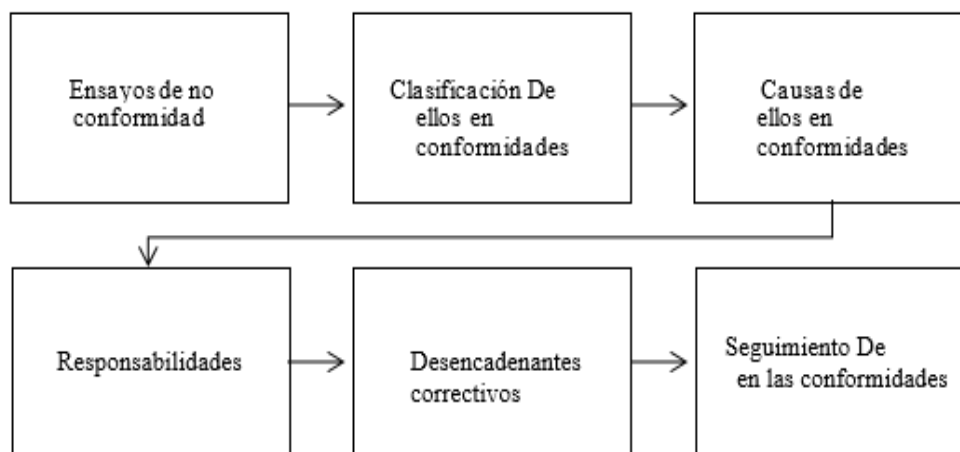 Ensayos de no
conformidad
Clasificación De
ellos en
conformidades
Causas de
ellos en
conformidades
Responsabilidades
Desencadenantes
correctivos
Seguimiento De
en las conformidades